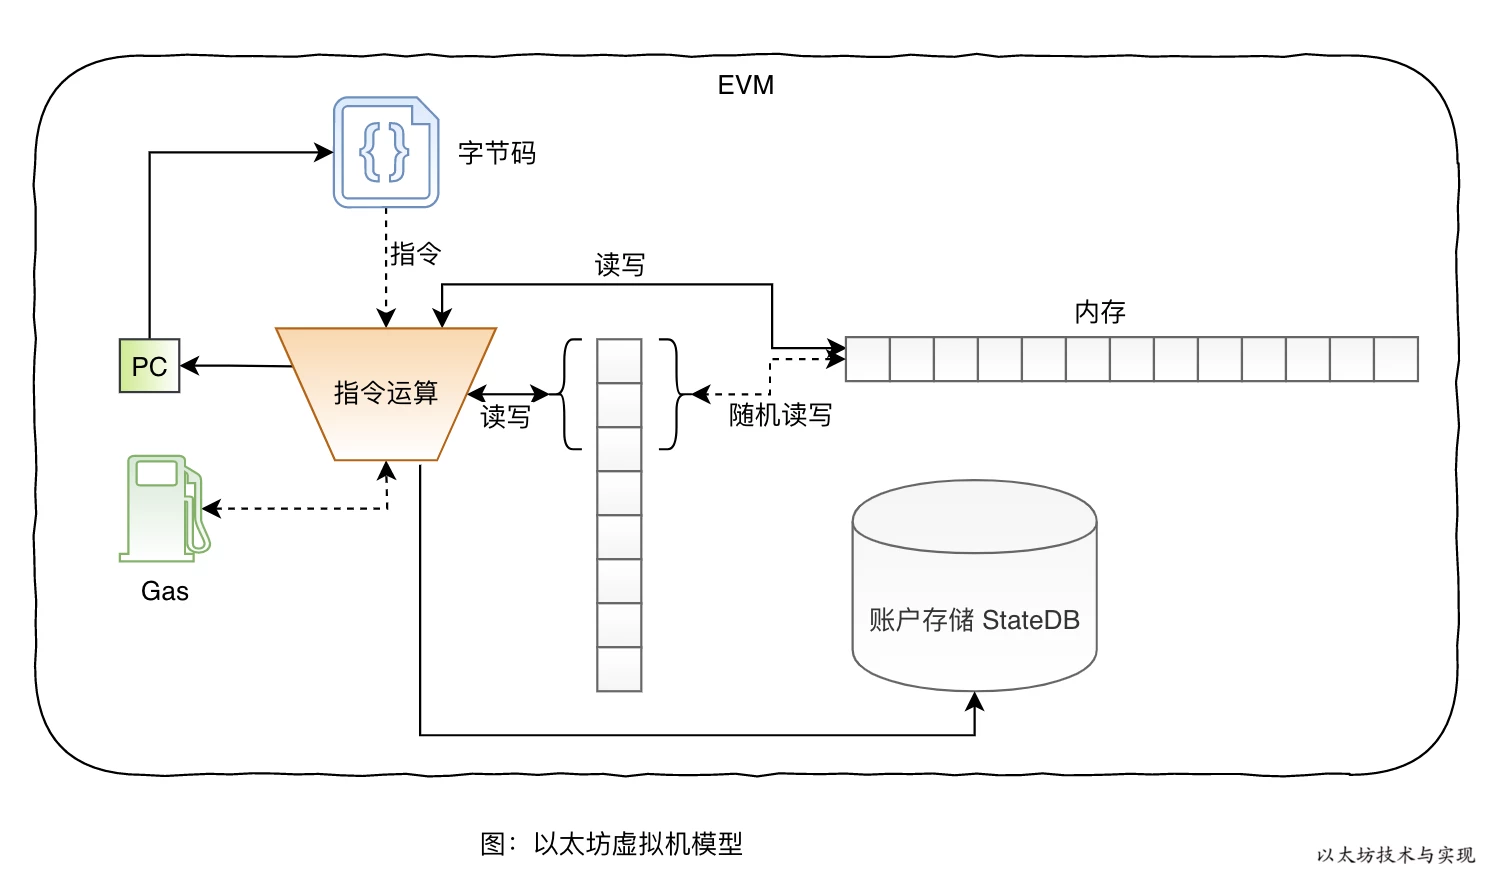 EVM
字节码
指令
读写
内存
PC
指令运算
读写
随机读写
Gas
账户存储 StateDB
图：以太坊虚拟机模型
以太坊技术与实现